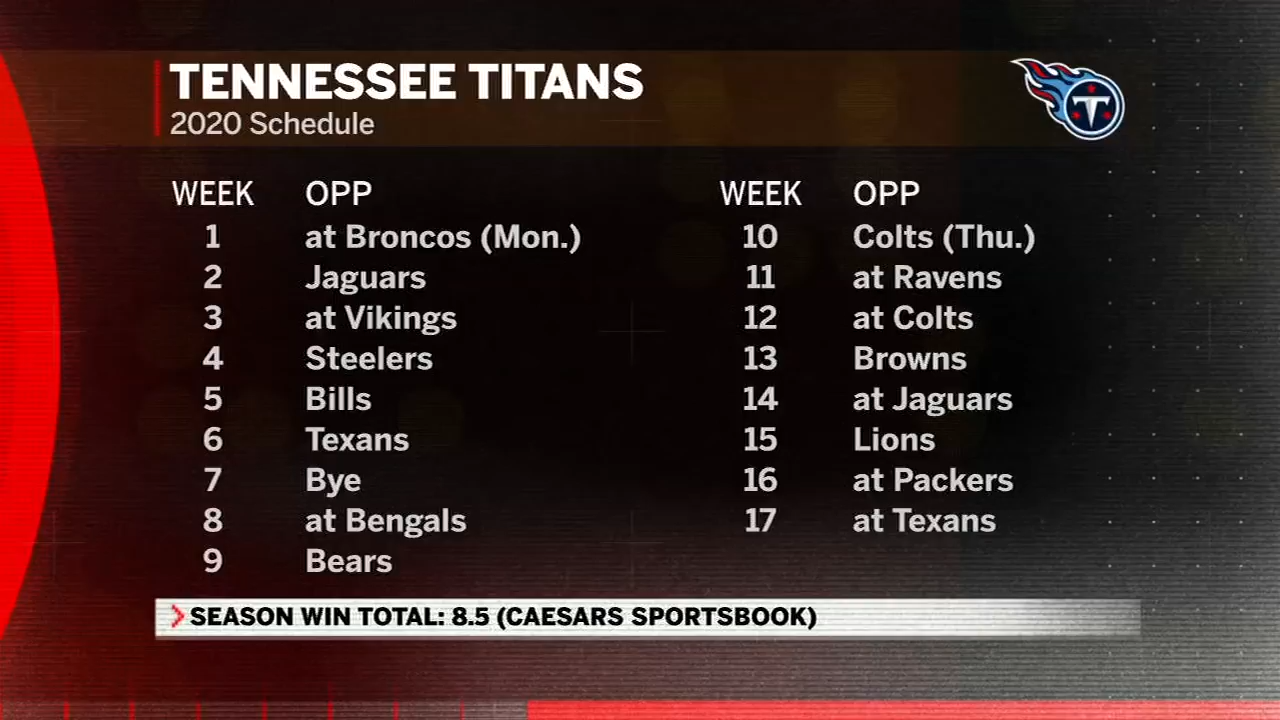 TENNESSEE TITANS
2020 Schedule
WEEK OPP
1 at Broncos (Mon.)
2 Jaguars
3 at Vikings
4 Steelers
5 Bills
6 Texans
7 Bye
8 at Bengals
9 Bears
WEEK OPP
10 Colts (Thu.)
11 at Ravens
12 at Colts
13 Browns
14 at Jaguars
15 Lions
16 at Packers
17 at Texans
SEASON WIN TOTAL: 8.5 (CAESARS SPORTSBOOK)